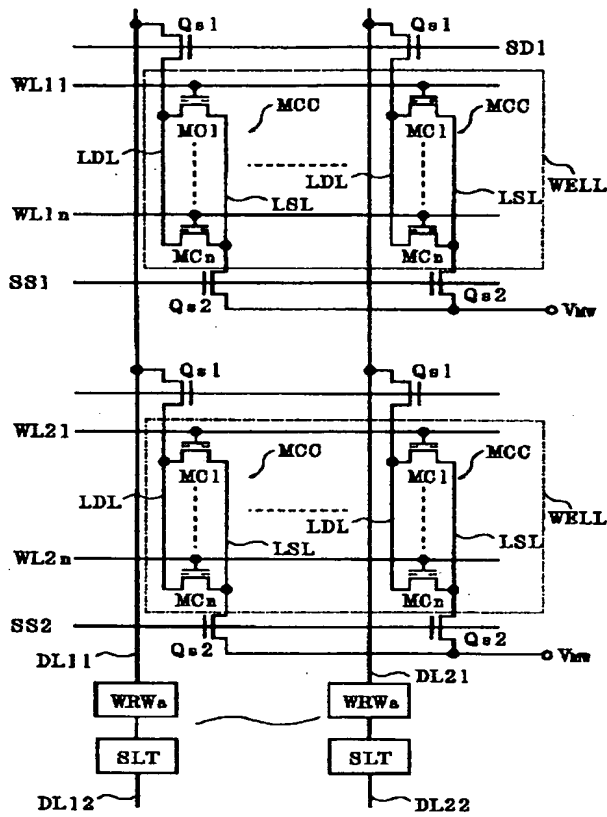 Qs1 Qs1
SD1
WL11
MCC MCC
MC1 MC1
LDL LDL WELL
LSL LSL
WL1n
MCn MCn
SS1
Qs2 Qs2
VMW
Qs1 Qs1
WL21
MCC MCC
MC1 MC1
LDL LDL WELL
LSL LSL
WL2n
MCn MCn
SS2
Qs2 Qs2
DL11 VMW
DL21
WRWa WRWa
SLT SLT
DL12 DL22